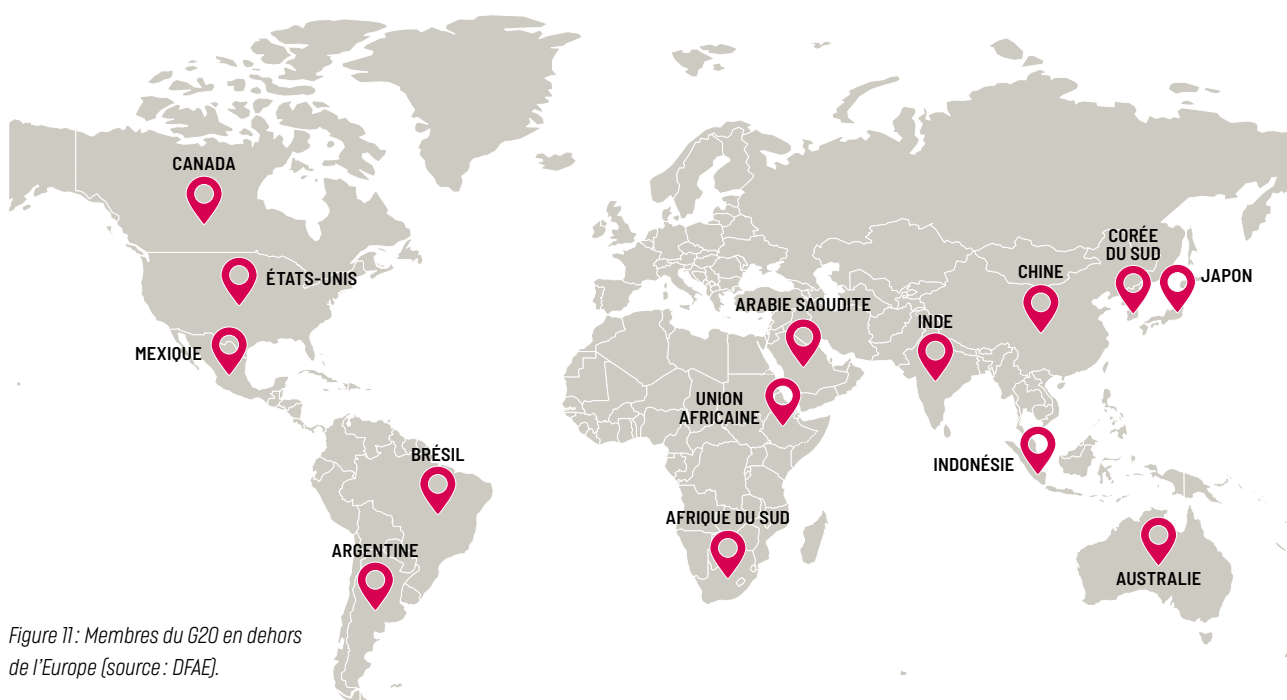 CANADA
ÉTATS-UNIS
MEXIQUE
BRÉSIL
ARGENTINE
ARABIE SAOUDITE
UNION
AFRICAINE
AFRIQUE DU SUD
INDE
CHINE
CORÉE
DU SUD
JAPON
INDONÉSIE
AUSTRALIE
Figure 11 : Membres du G20 en dehors
de l’Europe (source : DFAE).